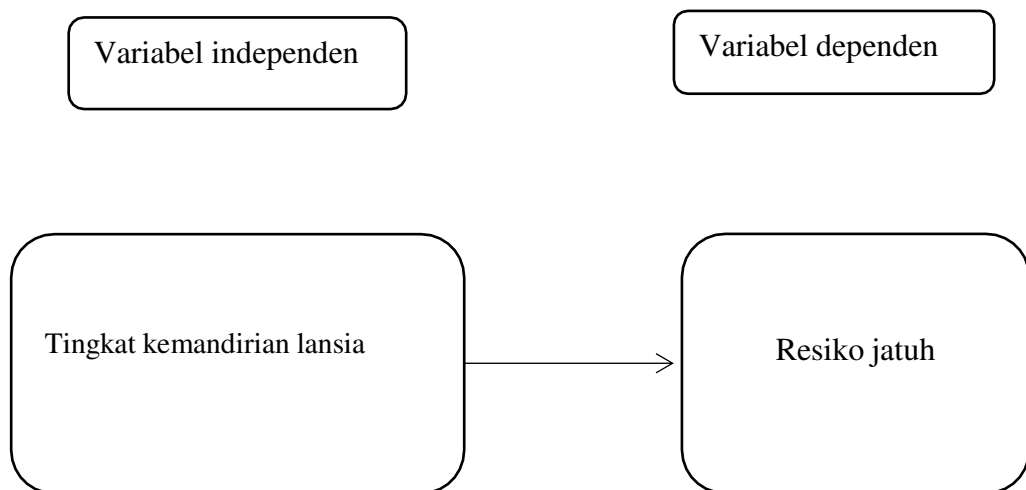 Variabel independen
Variabel dependen
Tingkat kemandirian lansia
Resiko jatuh